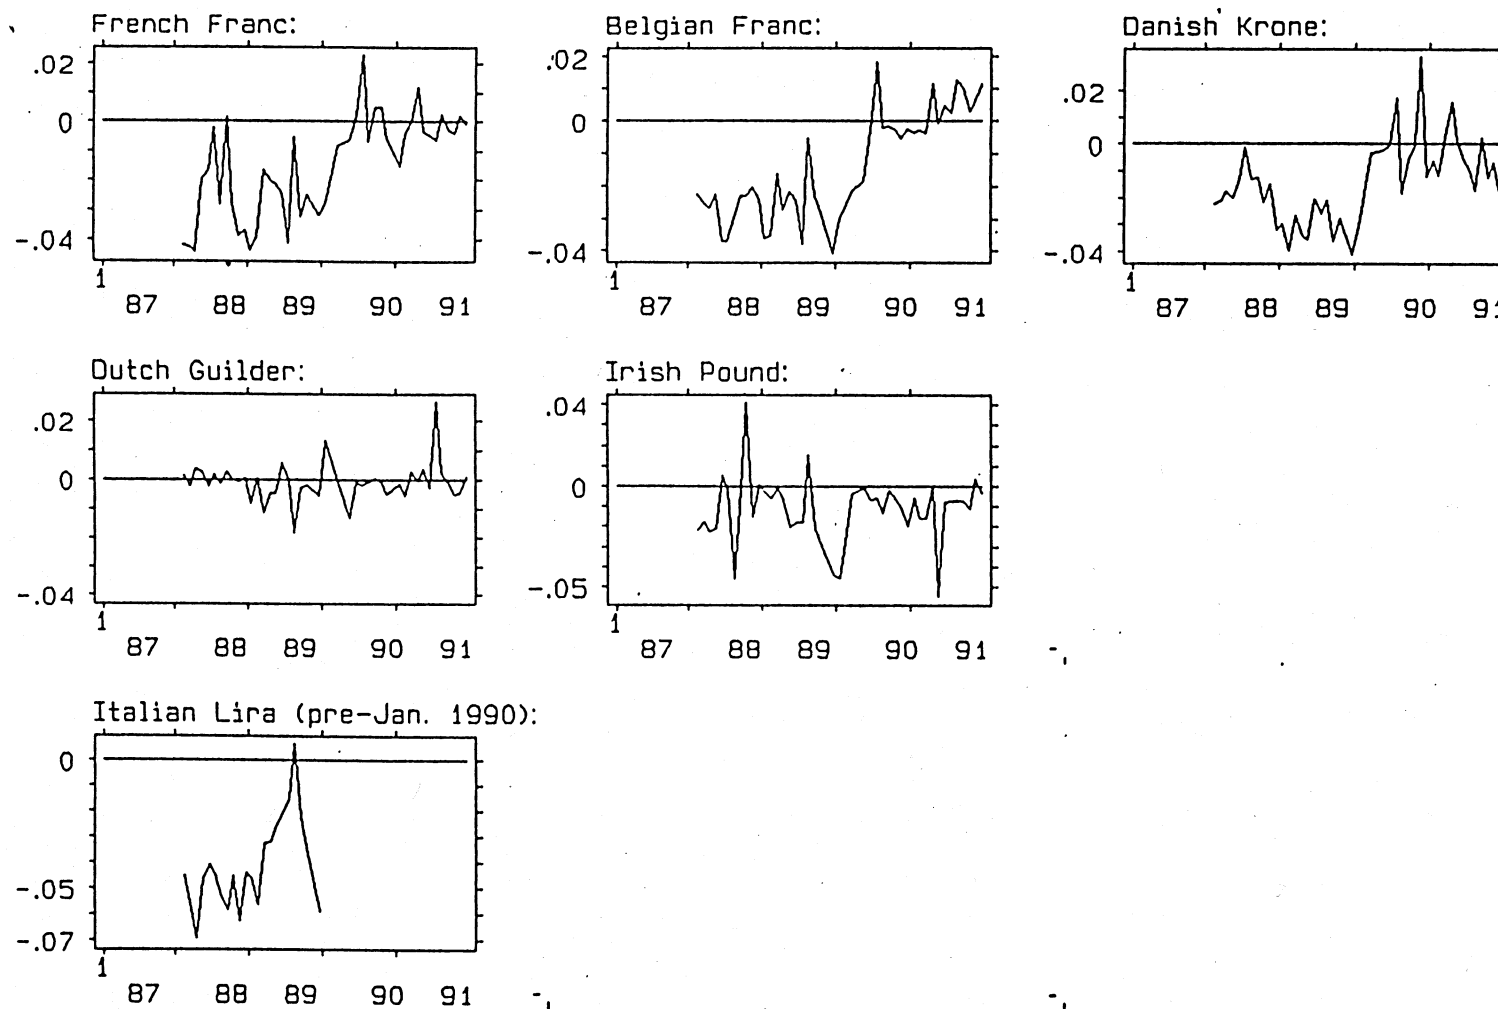 French Franc:
.02
0
-.04
1
87 88 89 90 91
Belgian Franc:
.02
0
-.04
1
87 88 89 90 91
Danish Krone:
.02
0
-.04
1
87 88 89 90 91
Dutch Guilder:
.02
0
-.04
1
87 88 89 90 91
Irish Pound:
.04
0
-.05
1
87 88 89 90 91
Italian Lira (pre-Jan. 1990):
0
-.05
-.07
1
87 88 89 90 91